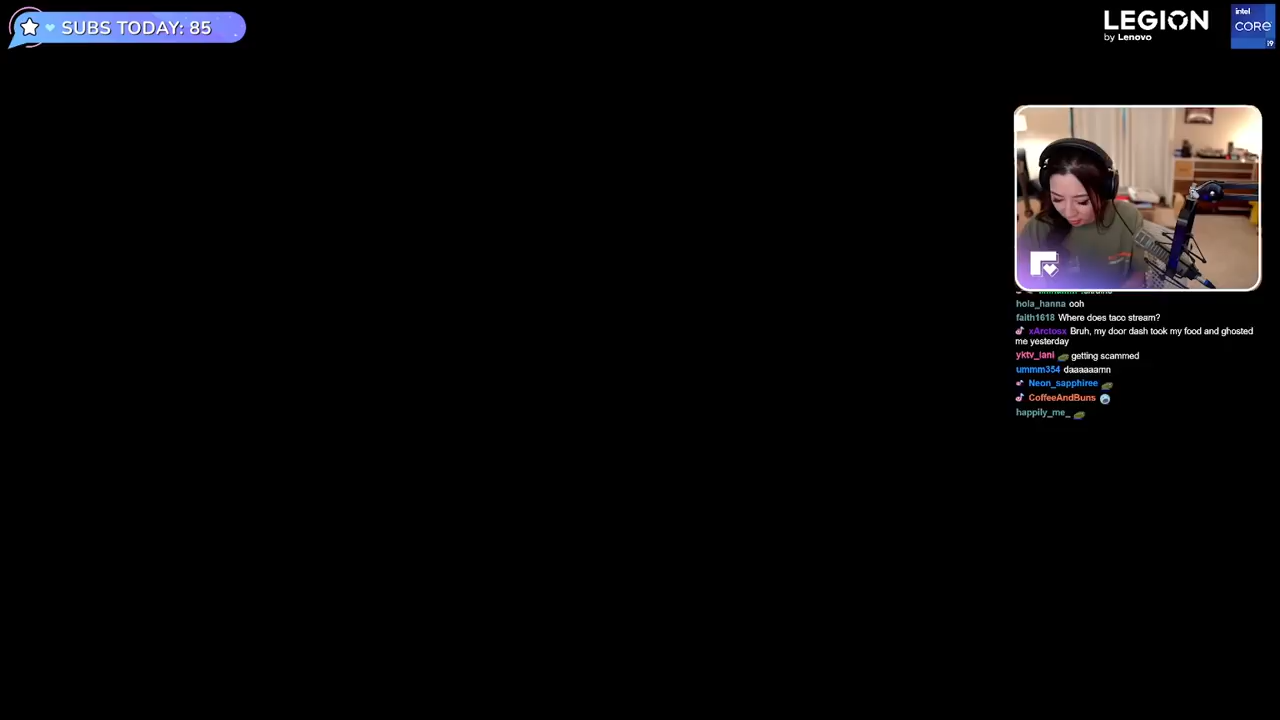 SUBS TODAY: 85
LEGION
by Lenovo
intel
CORE
i9
hola_hanna ooh
faith1618 Where does taco stream?
xArctosx Bruh, my door dash took my food and ghosted
me yesterday
yktv_lani getting scammed
ummm354 daaaaaamn
Neon_sapphiree
CoffeeAndBuns
happily_me_